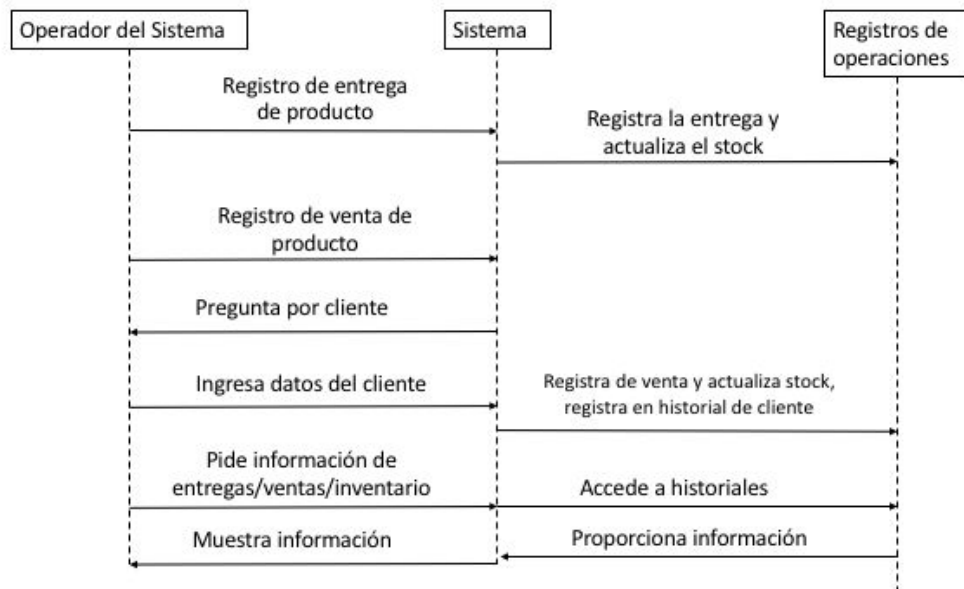 Operador del Sistema
Sistema
Registros de
operaciones
Registro de entrega
de producto
Registra la entrega y
actualiza el stock
Registro de venta de
producto
Pregunta por cliente
Ingresa datos del cliente
Registra de venta y actualiza stock,
registra en historial de cliente
Pide información de
entregas/ventas/inventario
Accede a historiales
Proporciona información
Muestra información